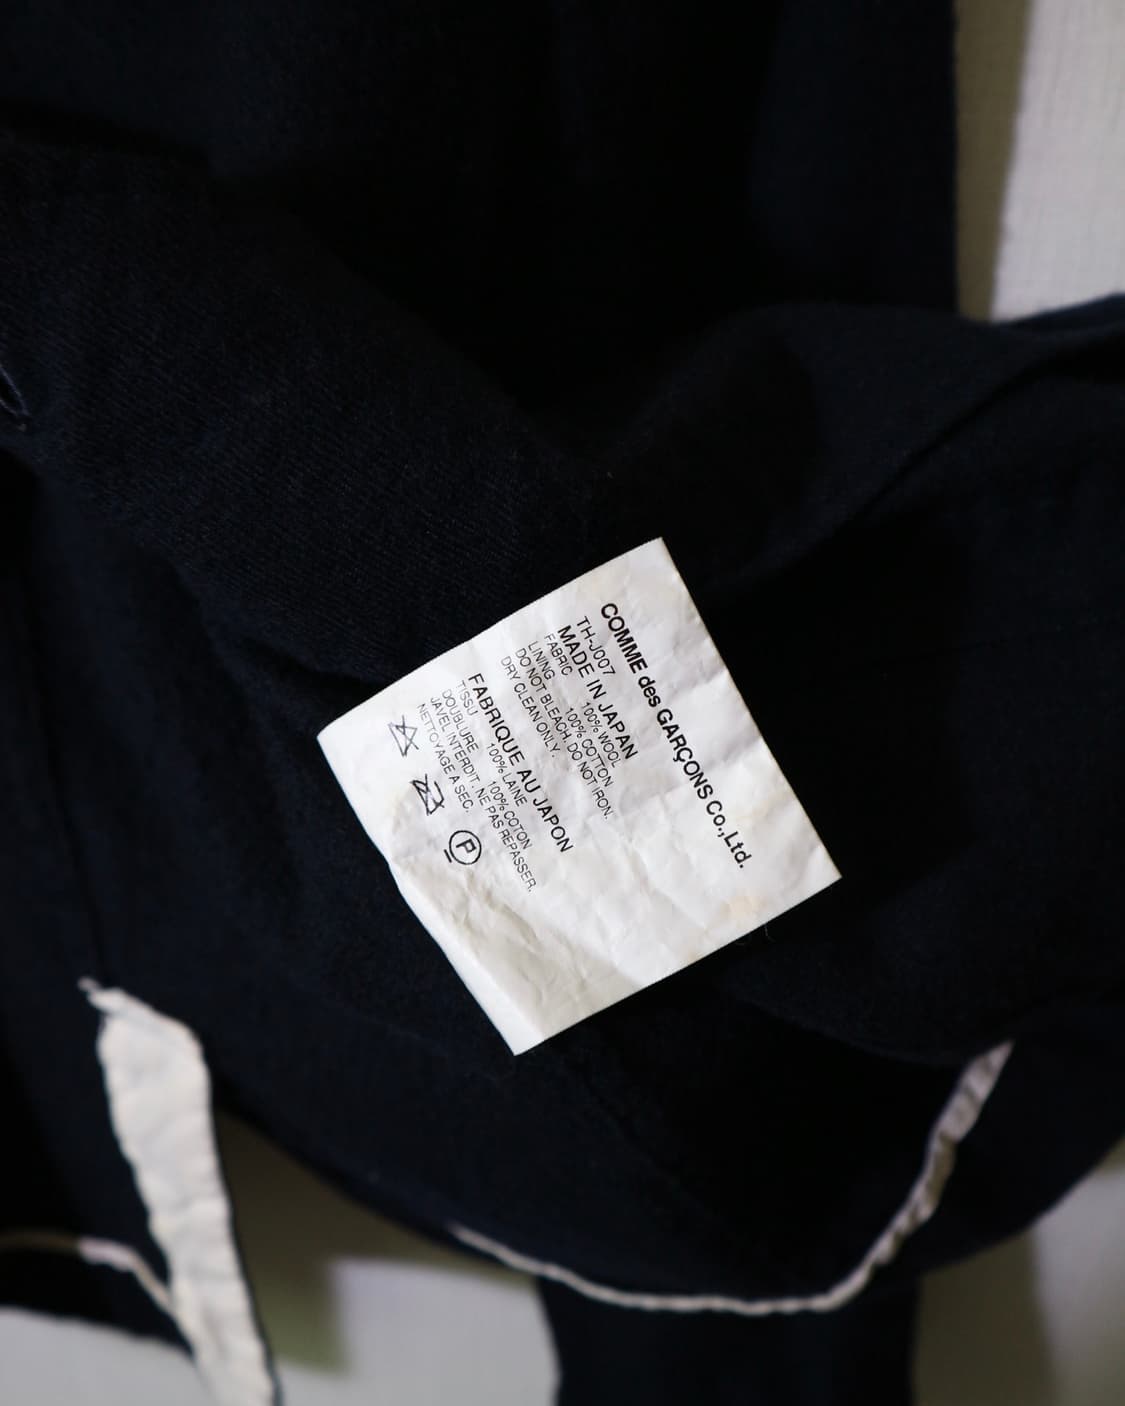 COMME des GARÇONS Co.,Ltd.
TH-J007
MADE IN JAPAN
FABRIC 100% WOOL
LINING 100% COTTON
DO NOT BLEACH. DO NOT IRON.
DRY CLEAN ONLY.
FABRIQUE AU JAPON
TISSU 100% LAINE
DOUBLURE 100% COTON
JAVEL INTERDIT. NE PAS REPASSER.
NETTOYAGE A SEC.
P